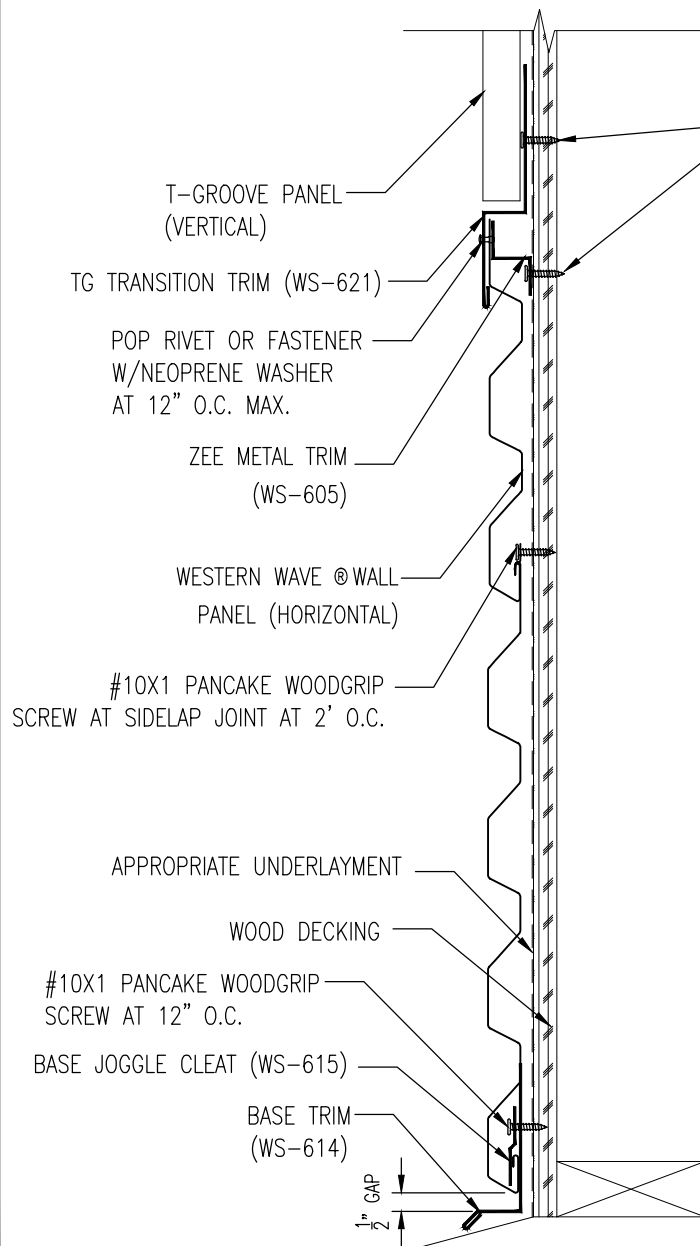 T-GROOVE PANEL
(VERTICAL)
TG TRANSITION TRIM (WS-621)
POP RIVET OR FASTENER
W/NEOPRENE WASHER
AT 12" O.C. MAX.
ZEE METAL TRIM
(WS-605)
WESTERN WAVE ® WALL
PANEL (HORIZONTAL)
#10X1 PANCAKE WOODGRIP
SCREW AT SIDELAP JOINT AT 2' O.C.
APPROPRIATE UNDERLAYMENT
WOOD DECKING
#10X1 PANCAKE WOODGRIP
SCREW AT 12" O.C.
BASE JOGGLE CLEAT (WS-615)
BASE TRIM
(WS-614)
1/2" GAP